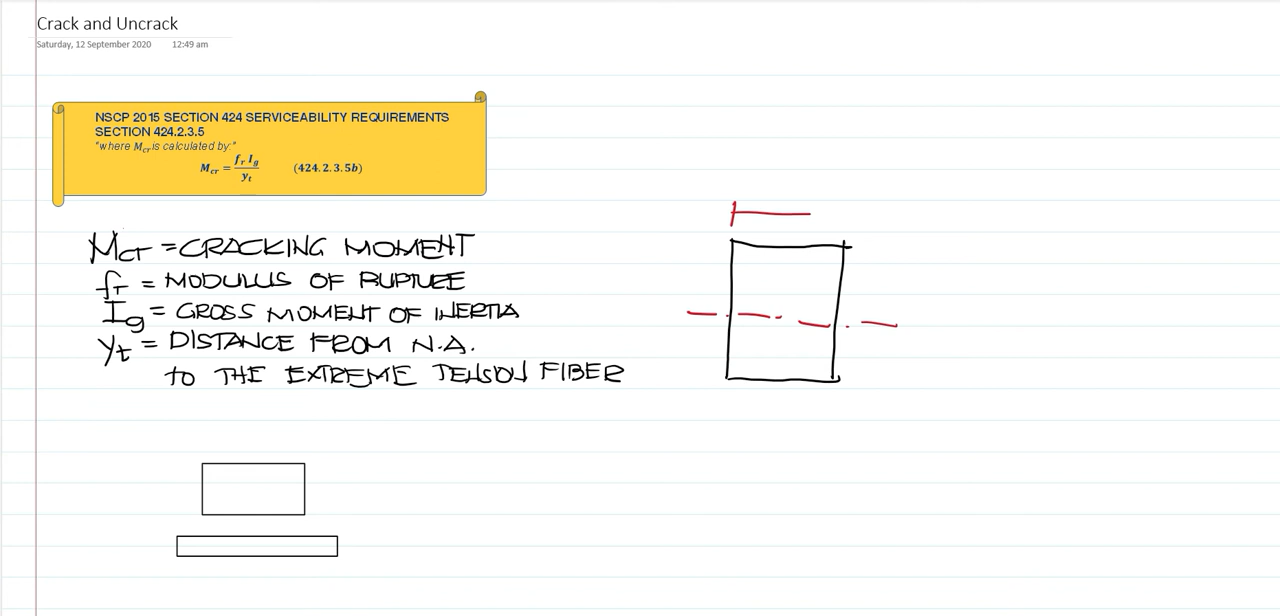 Crack and Uncrack
Saturday, 12 September 2020 12:49 am
NSCP 2015 SECTION 424 SERVICEABILITY REQUIREMENTS
SECTION 424.2.3.5
"where Mcr is calculated by:"
Mcr = fr Ig / yt (424.2.3.5b)
Mcr = CRACKING MOMENT
fr = MODULUS OF RUPTURE
Ig = GROSS MOMENT OF INERTIA
yt = DISTANCE FROM N.A.
TO THE EXTREME TENSION FIBER